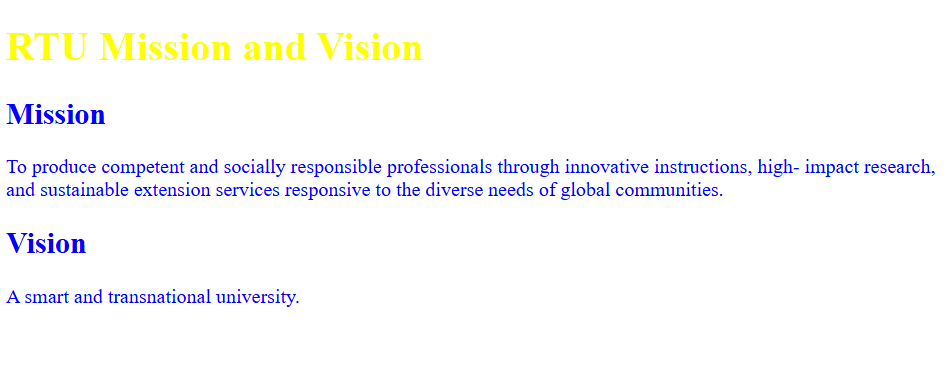 RTU Mission and Vision
Mission
To produce competent and socially responsible professionals through innovative instructions, high- impact research,
and sustainable extension services responsive to the diverse needs of global communities.
Vision
A smart and transnational university.